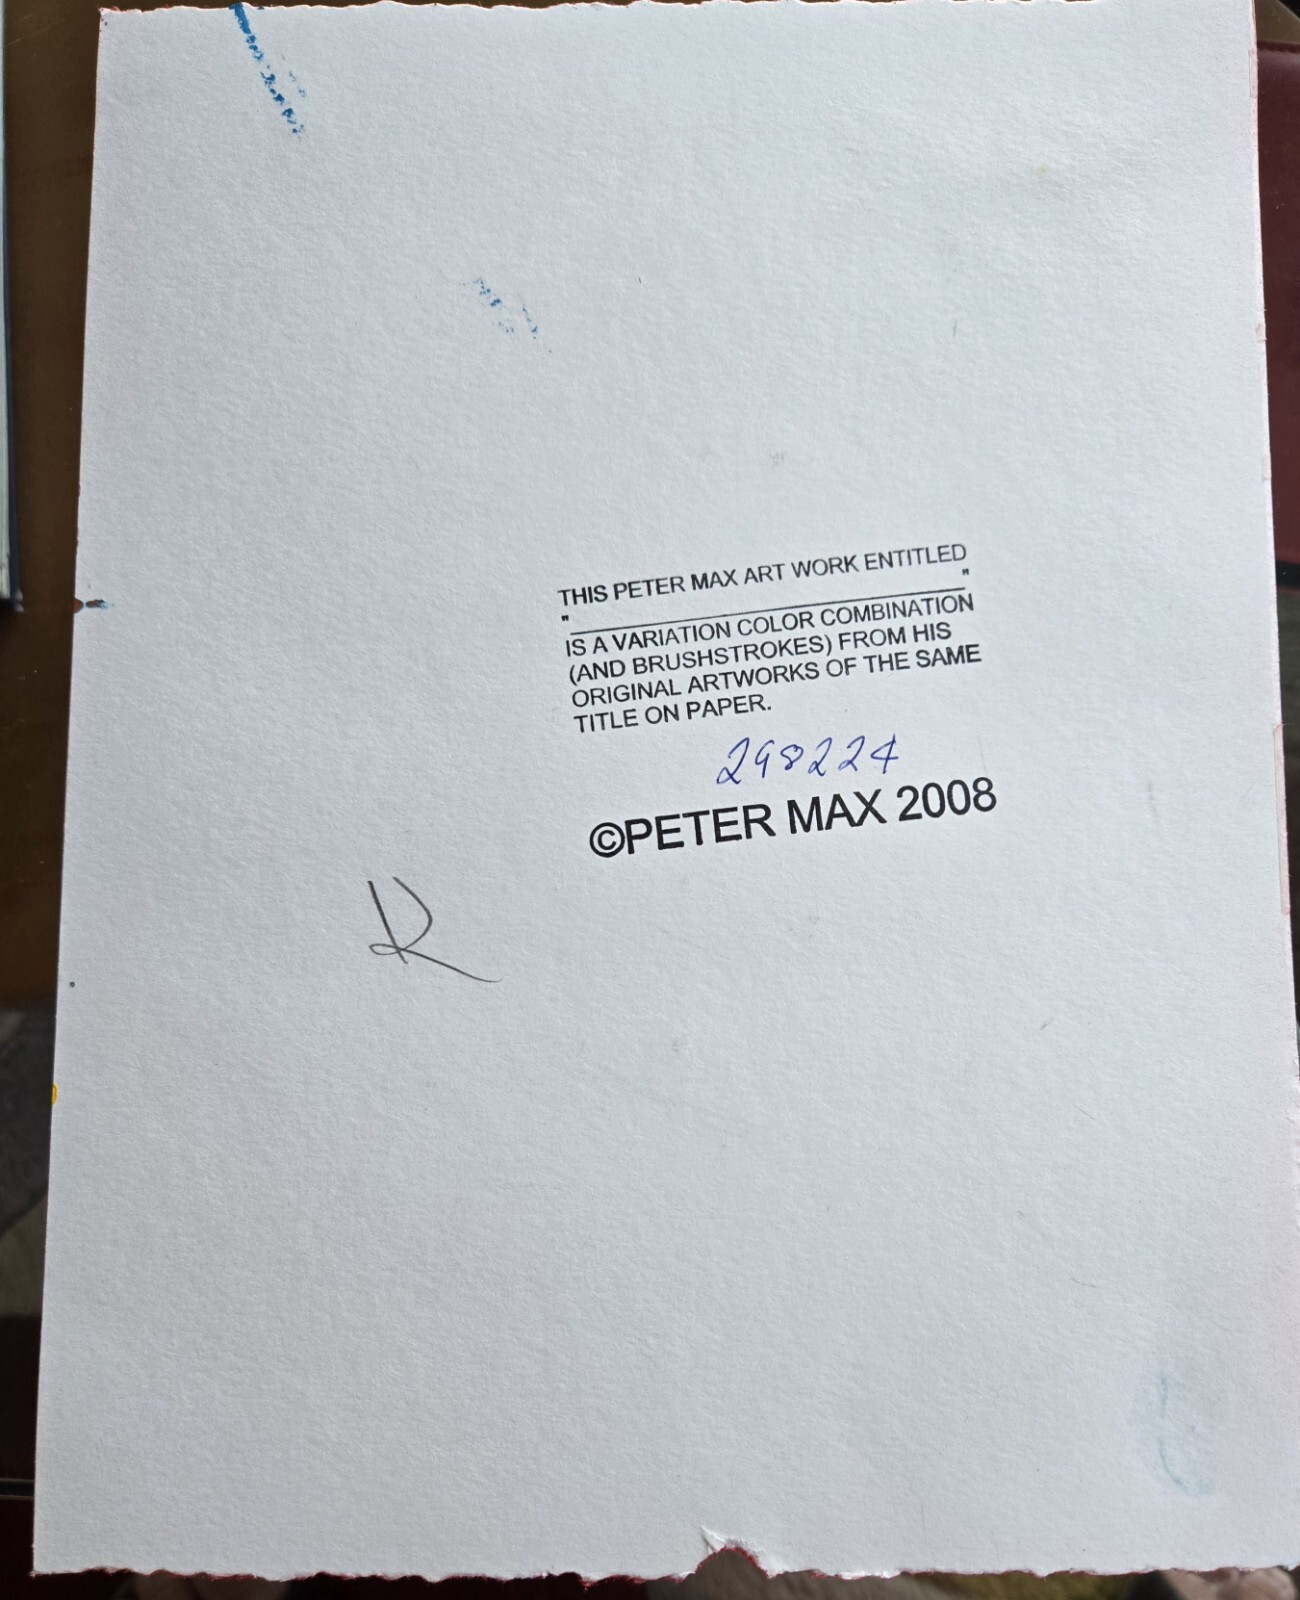 THIS PETER MAX ART WORK ENTITLED
"____________________"
IS A VARIATION COLOR COMBINATION
(AND BRUSHSTROKES) FROM HIS
ORIGINAL ARTWORKS OF THE SAME
TITLE ON PAPER.
298224
©PETER MAX 2008